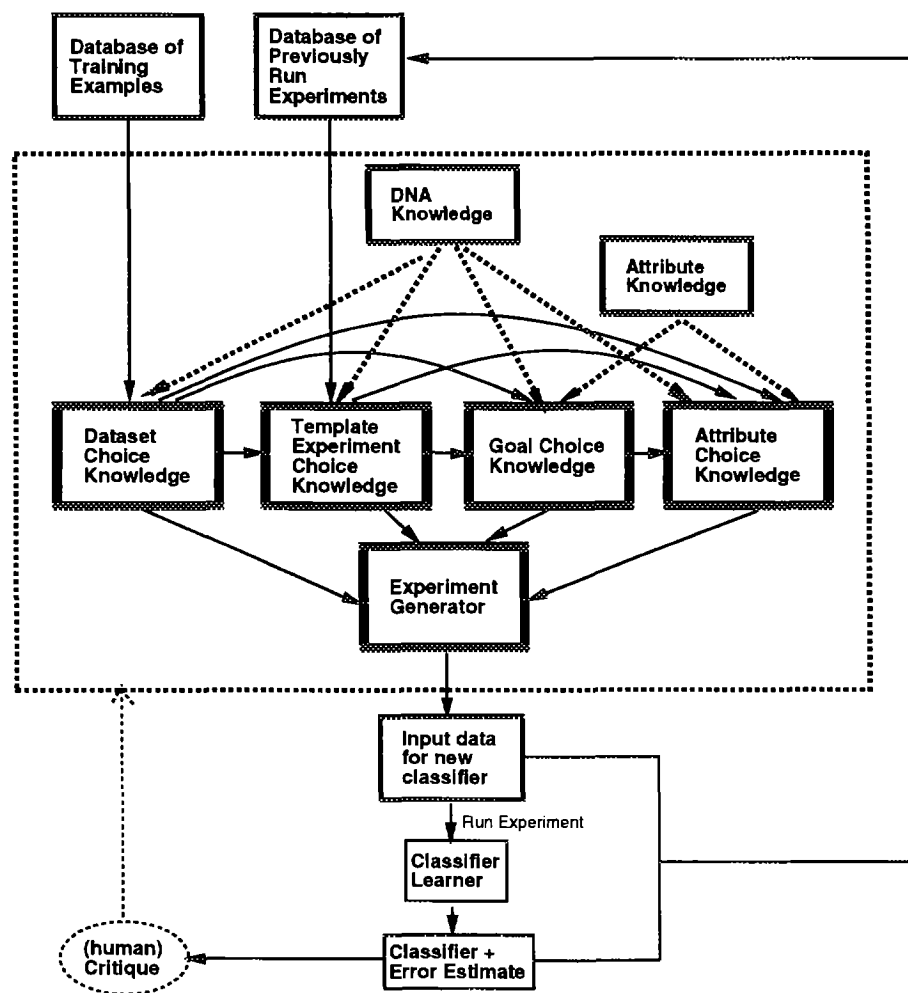 Database of
Training
Examples
Database of
Previously
Run
Experiments
DNA
Knowledge
Attribute
Knowledge
Dataset
Choice
Knowledge
Template
Experiment
Choice
Knowledge
Goal Choice
Knowledge
Attribute
Choice
Knowledge
Experiment
Generator
Input data
for new
classifier
Run Experiment
Classifier
Learner
(human)
Critique
Classifier +
Error Estimate